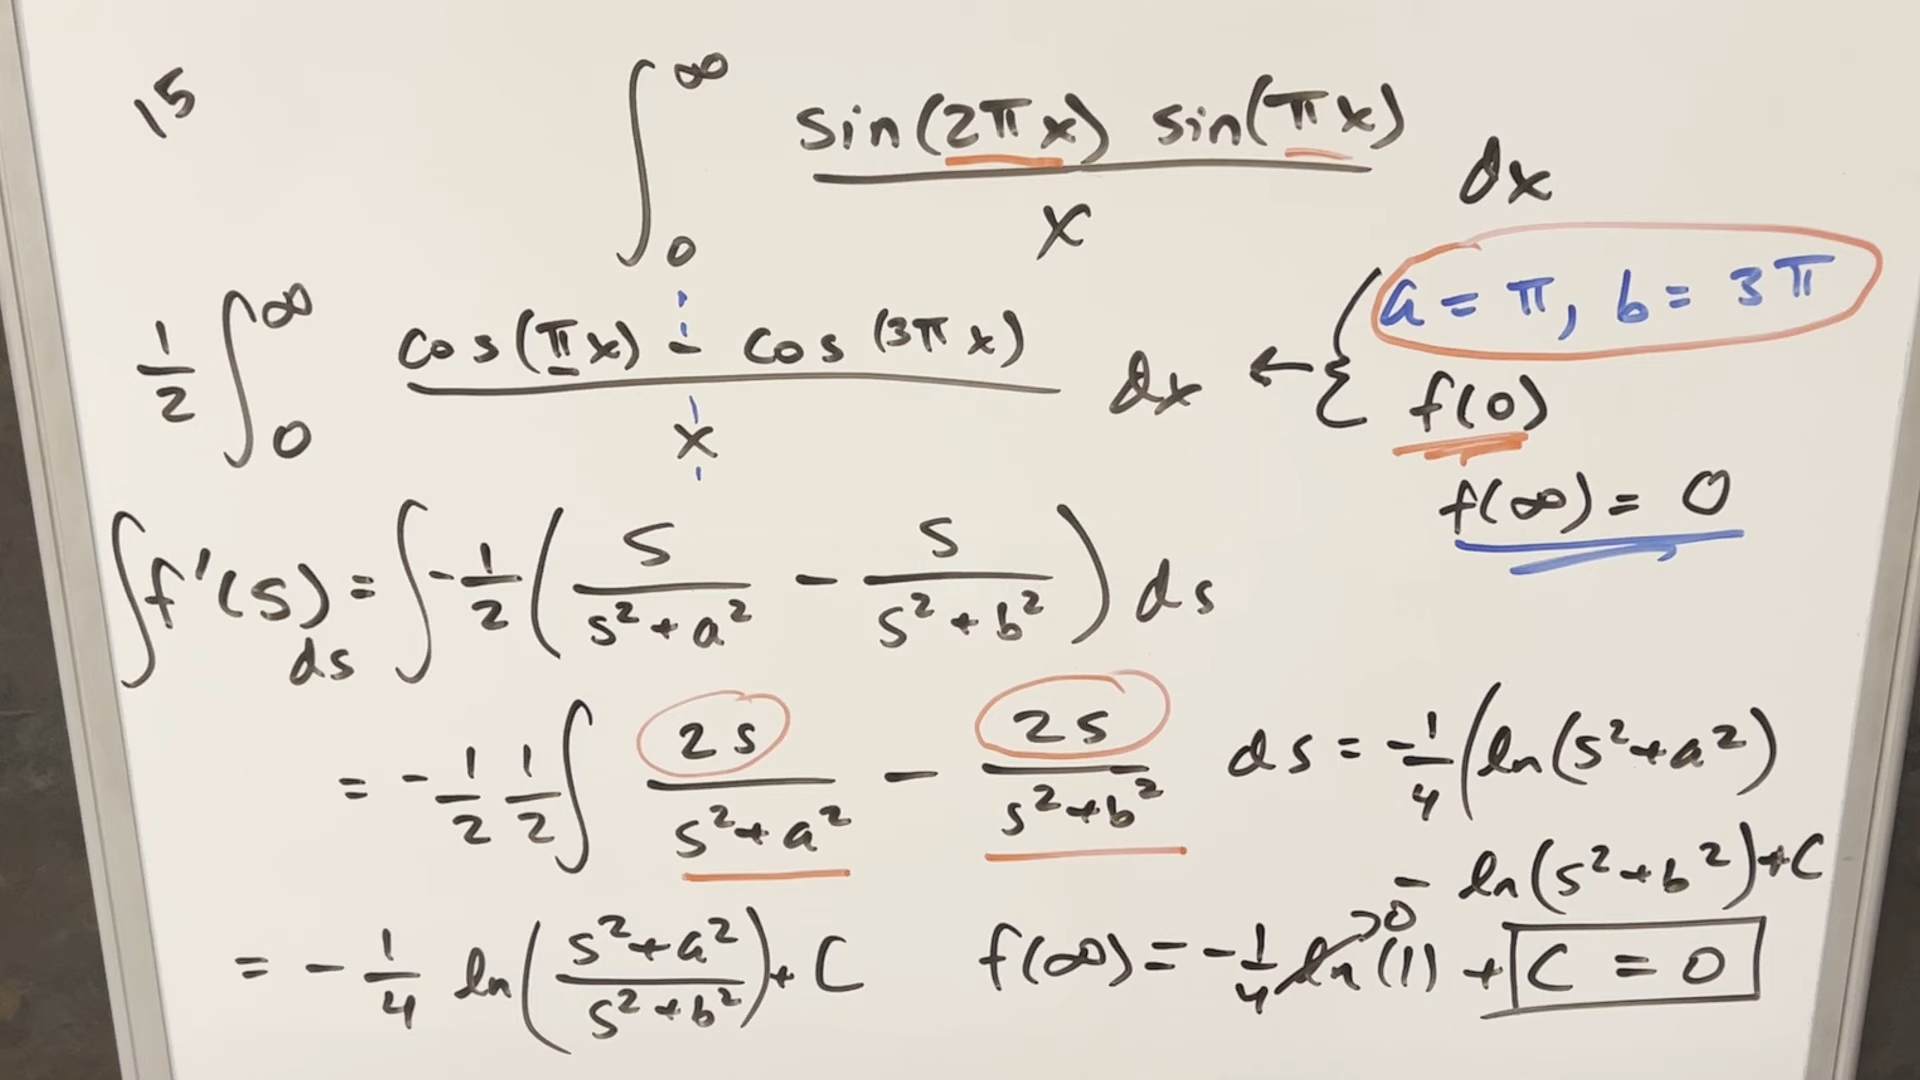 15
∫₀^∞ sin(2πx) sin(πx) / x dx
a = π, b = 3π
1/2 ∫₀^∞ cos(πx) - cos(3πx) / x dx ← {
f(0)
f(∞) = 0
∫f'(s) ds = ∫ -1/2 ( s/(s²+a²) - s/(s²+b²) ) ds
= -1/2 1/2 ∫ 2s/(s²+a²) - 2s/(s²+b²) ds = -1/4 (ln(s²+a²)
- ln(s²+b²) + C
= -1/4 ln( (s²+a²)/(s²+b²) ) + C
f(∞) = -1/4 ln(1) →0 + C = 0